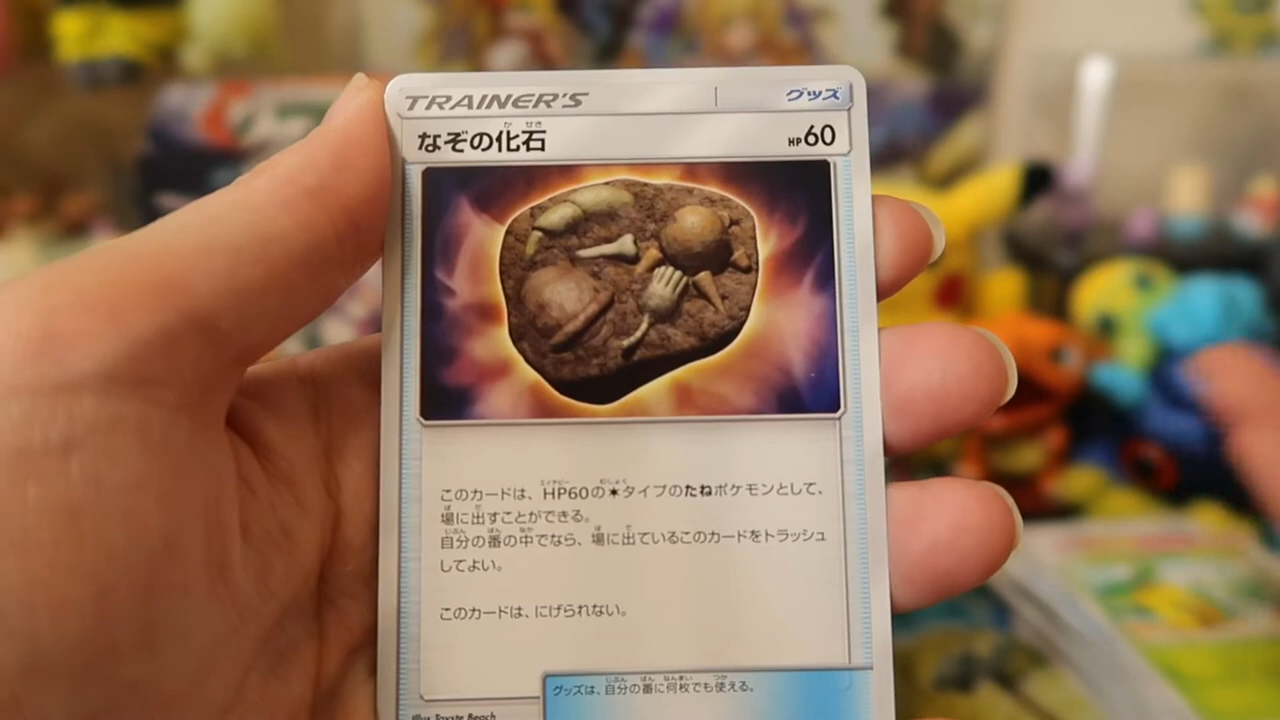 TRAINER'S グッズ
なぞの化石 HP60
このカードは、HP60の タイプのたねポケモンとして、
場に出すことができる。
自分の番の中でなら、場に出ているこのカードをトラッシュ
してよい。
このカードは、にげられない。
グッズは、自分の番に何枚でも使える。
Illus. Toyste Beach